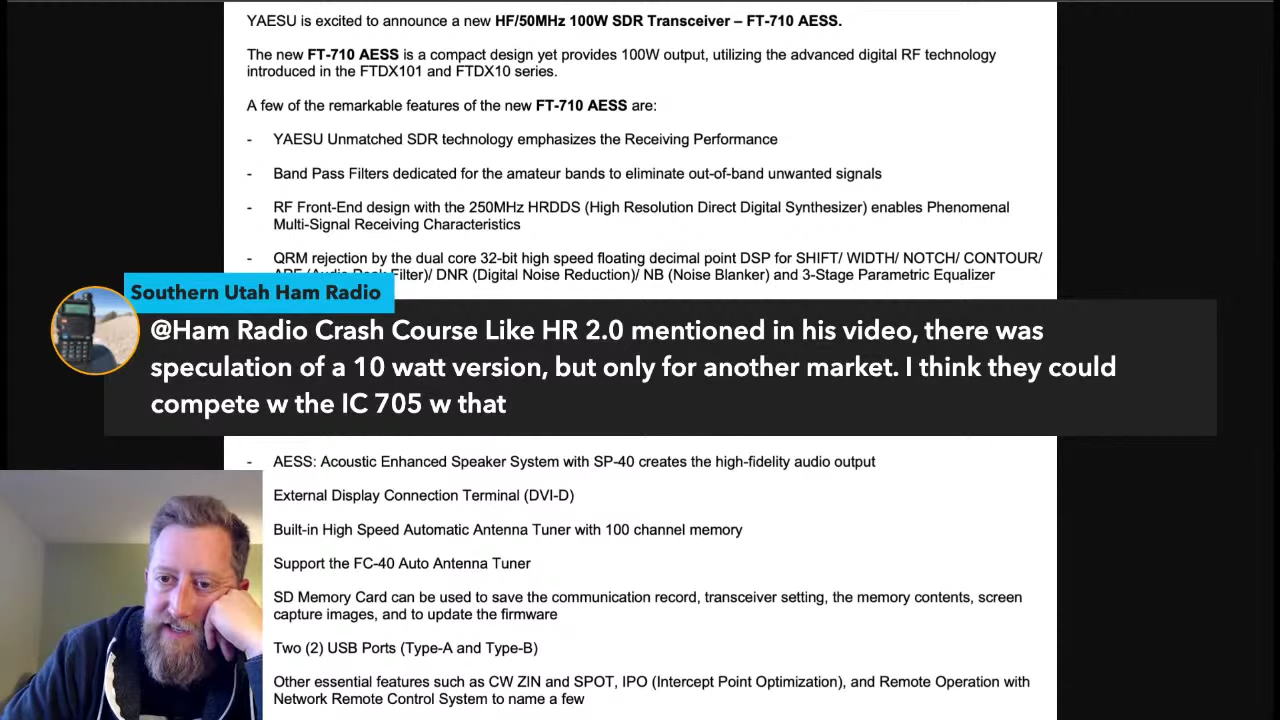 YAESU is excited to announce a new HF/50MHz 100W SDR Transceiver – FT-710 AESS.
The new FT-710 AESS is a compact design yet provides 100W output, utilizing the advanced digital RF technology
introduced in the FTDX101 and FTDX10 series.
A few of the remarkable features of the new FT-710 AESS are:
- YAESU Unmatched SDR technology emphasizes the Receiving Performance
- Band Pass Filters dedicated for the amateur bands to eliminate out-of-band unwanted signals
- RF Front-End design with the 250MHz HRDDS (High Resolution Direct Digital Synthesizer) enables Phenomenal
Multi-Signal Receiving Characteristics
- QRM rejection by the dual core 32-bit high speed floating decimal point DSP for SHIFT/ WIDTH/ NOTCH/ CONTOUR/
APF (Audio Peak Filter)/ DNR (Digital Noise Reduction)/ NB (Noise Blanker) and 3-Stage Parametric Equalizer
Southern Utah Ham Radio
@Ham Radio Crash Course Like HR 2.0 mentioned in his video, there was
speculation of a 10 watt version, but only for another market. I think they could
compete w the IC 705 w that
- AESS: Acoustic Enhanced Speaker System with SP-40 creates the high-fidelity audio output
External Display Connection Terminal (DVI-D)
Built-in High Speed Automatic Antenna Tuner with 100 channel memory
Support the FC-40 Auto Antenna Tuner
SD Memory Card can be used to save the communication record, transceiver setting, the memory contents, screen
capture images, and to update the firmware
Two (2) USB Ports (Type-A and Type-B)
Other essential features such as CW ZIN and SPOT, IPO (Intercept Point Optimization), and Remote Operation with
Network Remote Control System to name a few